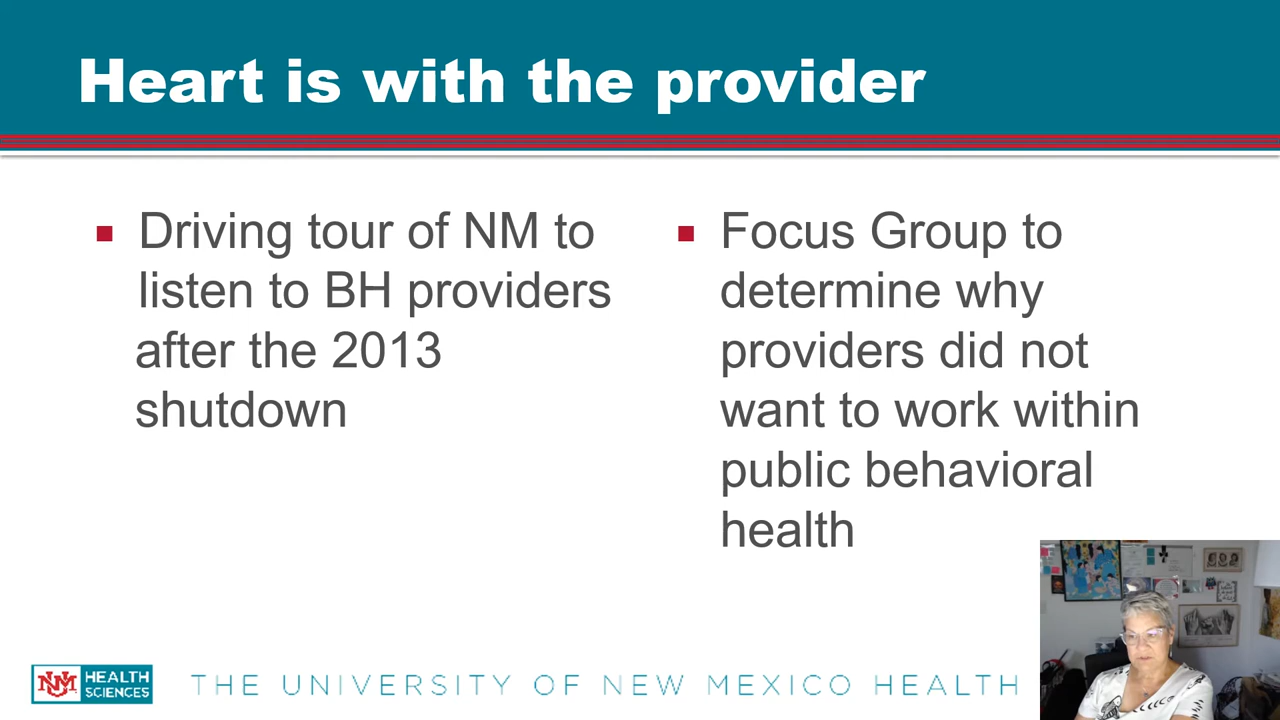 Heart is with the provider
Driving tour of NM to
listen to BH providers
after the 2013
shutdown
Focus Group to
determine why
providers did not
want to work within
public behavioral
health
UNM HEALTH
SCIENCES
THE UNIVERSITY OF NEW MEXICO HEALTH